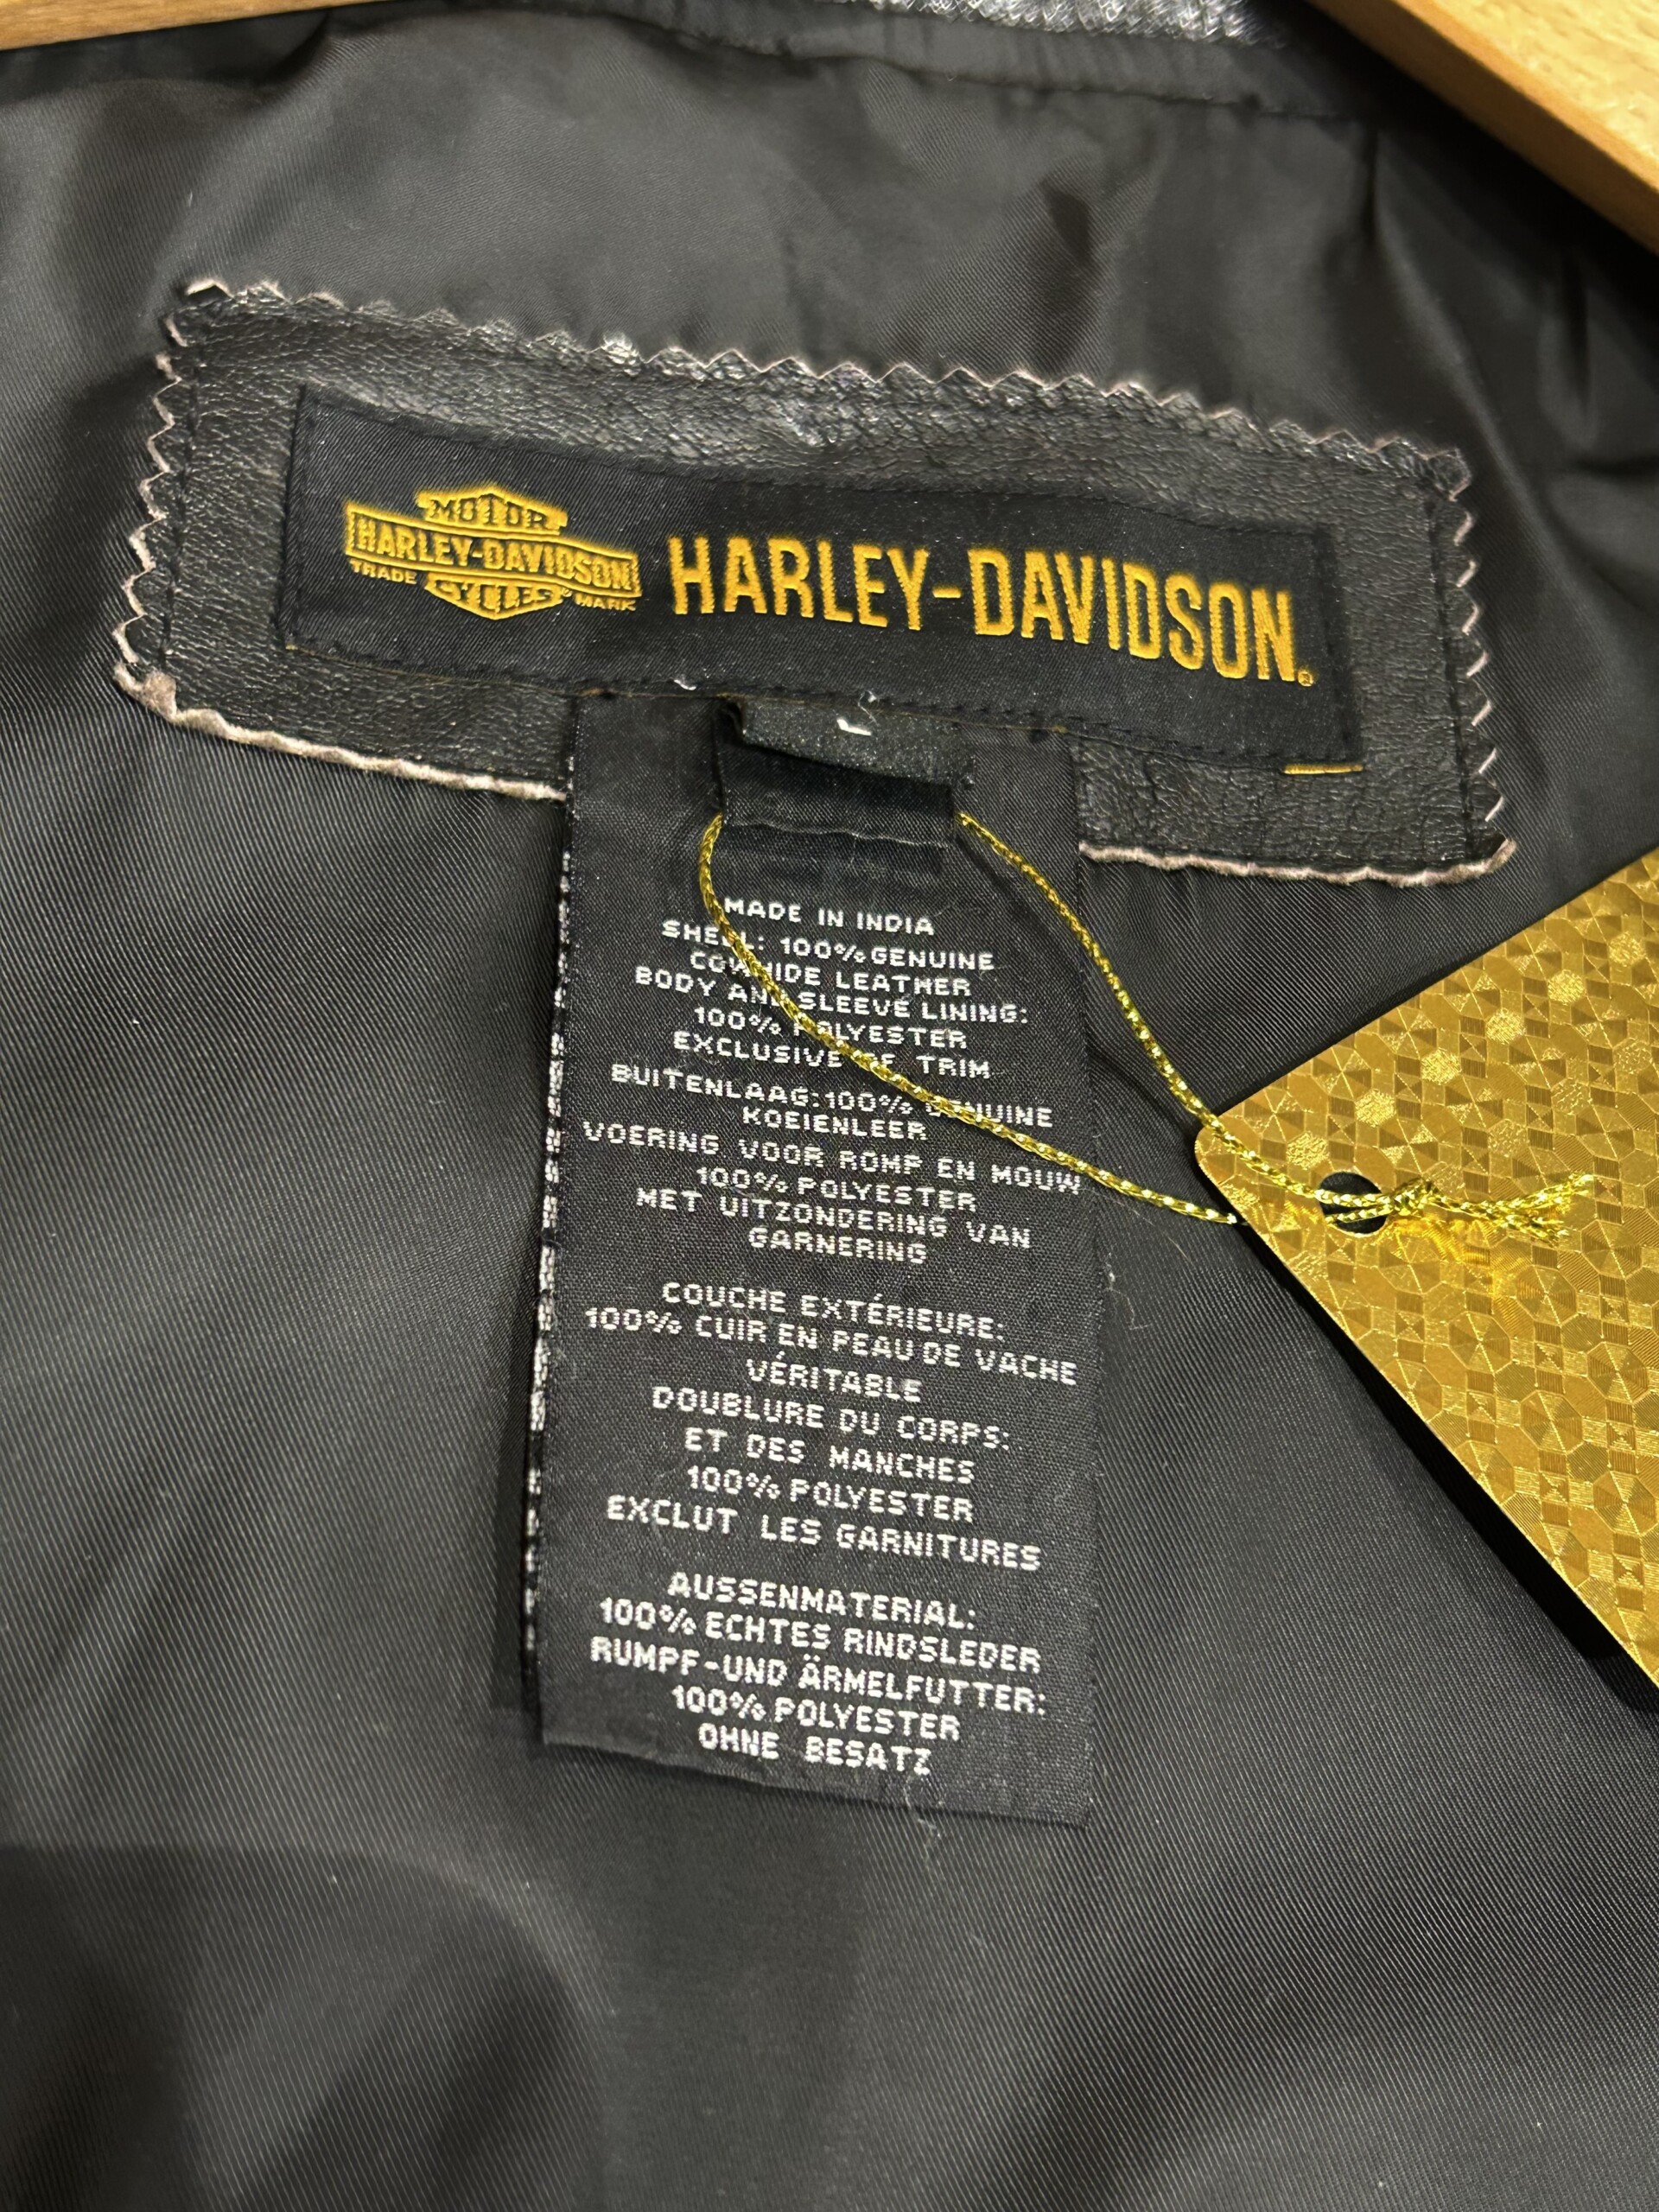 MOTOR
HARLEY-DAVIDSON
TRADE MARK
CYCLES®
HARLEY-DAVIDSON®
MADE IN INDIA
SHELL: 100% GENUINE
COWHIDE LEATHER
BODY AND SLEEVE LINING:
100% POLYESTER
EXCLUSIVE OF TRIM
BUITENLAAG:100% GENUINE
KOEIENLEER
VOERING VOOR ROMP EN MOUW
100% POLYESTER
MET UITZONDERING VAN
GARNERING
COUCHE EXTÉRIEURE:
100% CUIR EN PEAU DE VACHE
VÉRITABLE
DOUBLURE DU CORPS:
ET DES MANCHES
100% POLYESTER
EXCLUT LES GARNITURES
AUSSENMATERIAL:
100% ECHTES RINDSLEDER
RUMPF-UND ÄRMELFUTTER:
100% POLYESTER
OHNE BESATZ